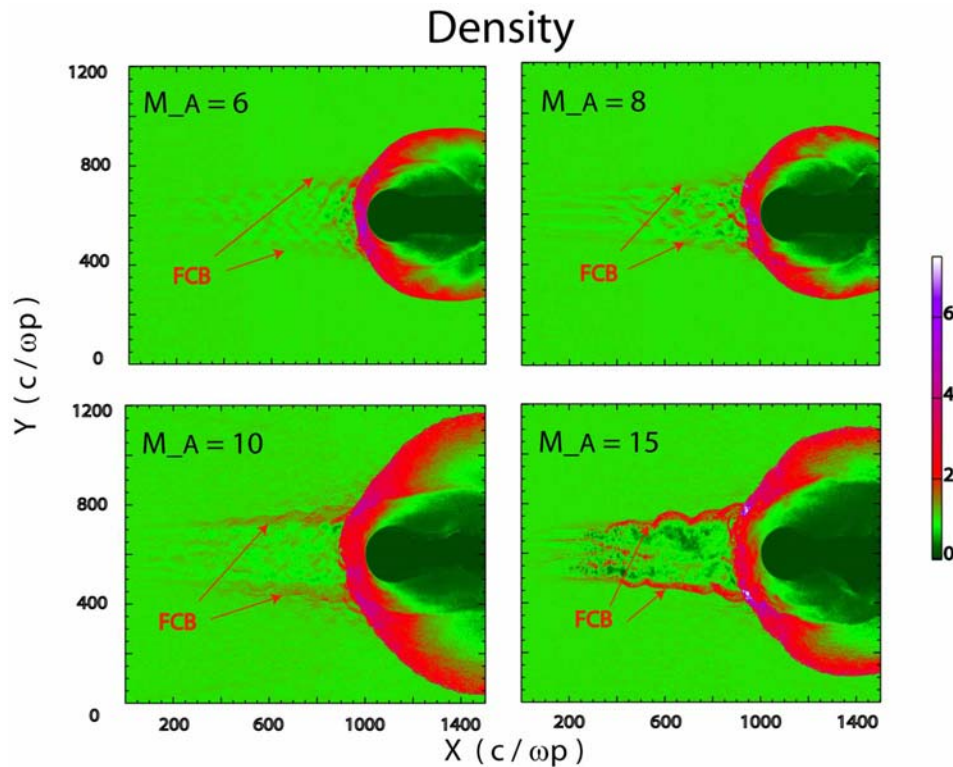 Density
1200
800
400
0
M_A = 6
FCB
M_A = 8
FCB
6
4
2
0
Y ( c / ωp )
1200
800
400
0
M_A = 10
FCB
200 600 1000 1400
M_A = 15
FCB
200 600 1000 1400
X ( c / ωp )